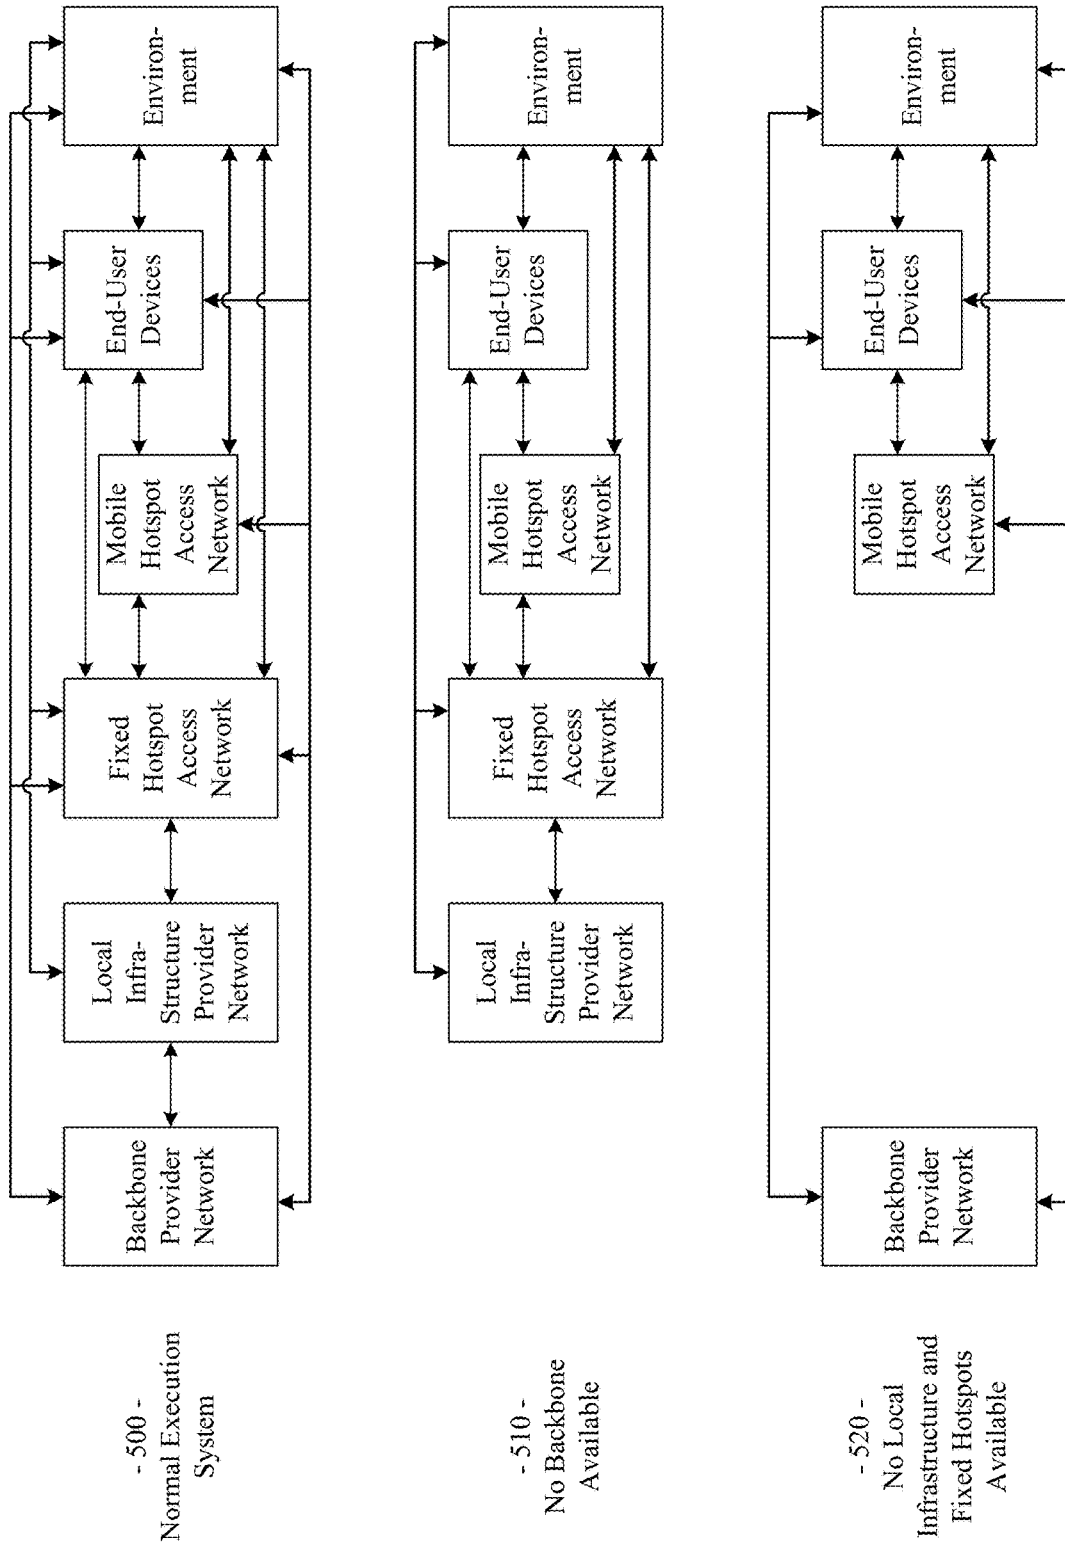 - 500 -
Normal Execution
System
Backbone
Provider
Network
Local
Infra-
Structure
Provider
Network
Fixed
Hotspot
Access
Network
Mobile
Hotspot
Access
Network
End-User
Devices
Environ-
ment
- 510 -
No Backbone
Available
Local
Infra-
Structure
Provider
Network
Fixed
Hotspot
Access
Network
Mobile
Hotspot
Access
Network
End-User
Devices
Environ-
ment
- 520 -
No Local
Infrastructure and
Fixed Hotspots
Available
Backbone
Provider
Network
Mobile
Hotspot
Access
Network
End-User
Devices
Environ-
ment